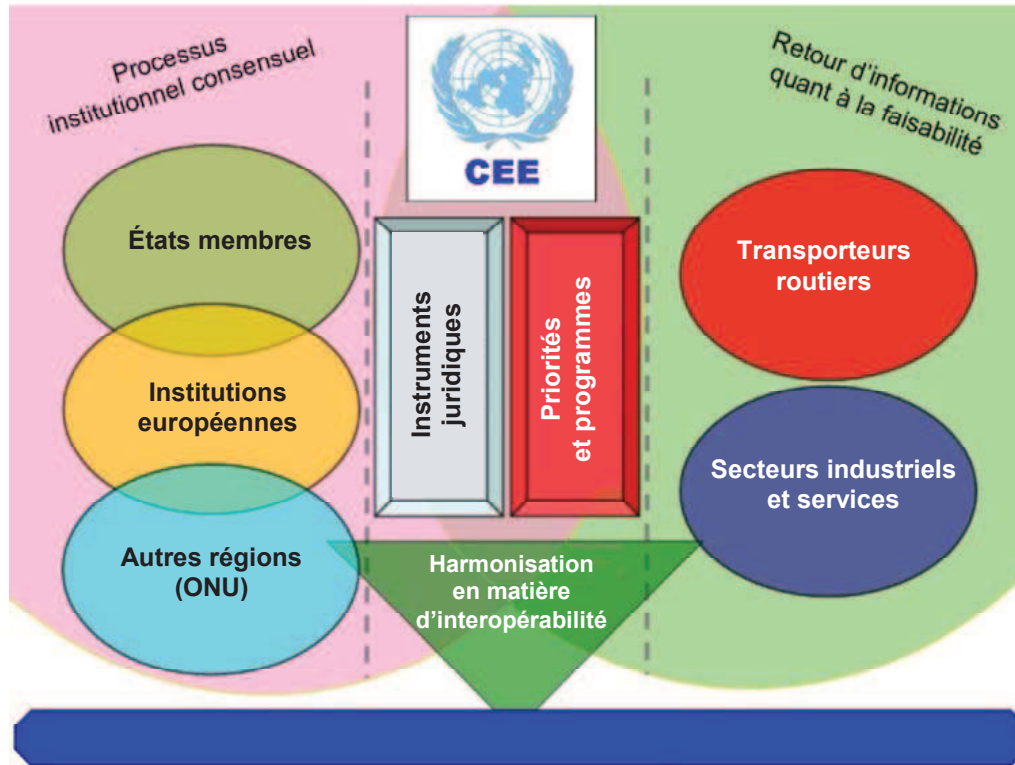 Processus
institutionnel consensuel
CEE
Retour d'informations
quant à la faisabilité
États membres
Institutions
européennes
Autres régions
(ONU)
Instruments
juridiques
Priorités
et programmes
Transporteurs
routiers
Secteurs industriels
et services
Harmonisation
en matière
d'interopérabilité